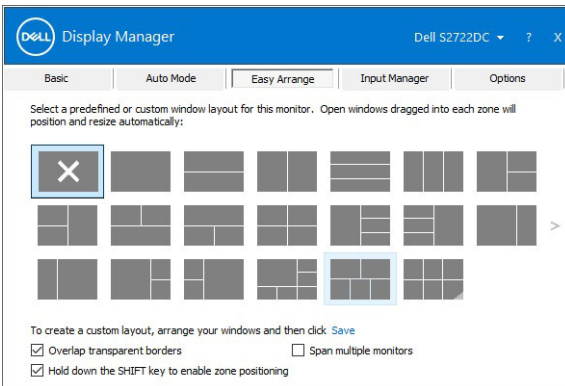 DELL Display Manager Dell S2722DC ? X
Basic Auto Mode Easy Arrange Input Manager Options
Select a predefined or custom window layout for this monitor. Open windows dragged into each zone will
position and resize automatically:
>
To create a custom layout, arrange your windows and then click Save
Overlap transparent borders Span multiple monitors
Hold down the SHIFT key to enable zone positioning